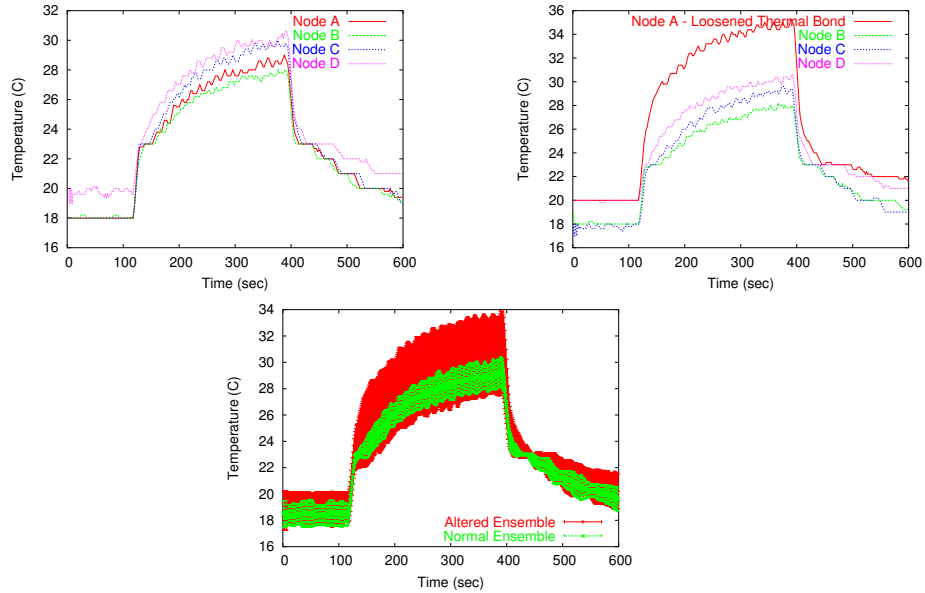 Temperature (C)
32
30
28
26
24
22
20
18
16
0 100 200 300 400 500 600
Time (sec)
Node A
Node B
Node C
Node D
Temperature (C)
36
34
32
30
28
26
24
22
20
18
16
0 100 200 300 400 500 600
Time (sec)
Node A - Loosened Thermal Bond
Node B
Node C
Node D
Temperature (C)
34
32
30
28
26
24
22
20
18
16
0 100 200 300 400 500 600
Time (sec)
Altered Ensemble
Normal Ensemble